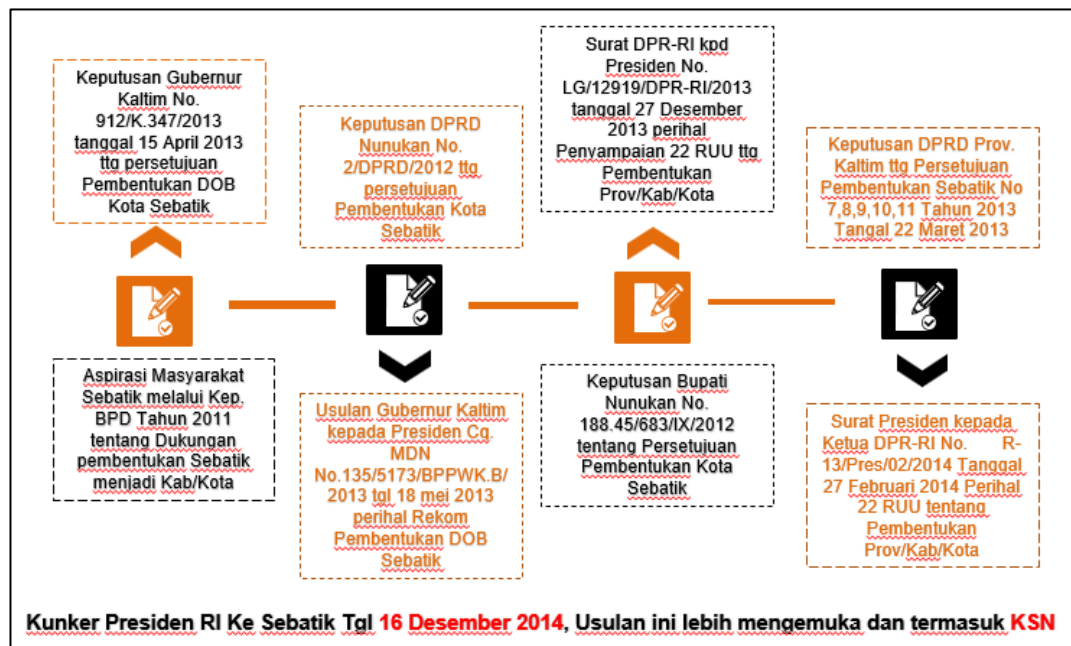 Keputusan Gubernur
Kaltim No.
912/K.347/2013
tanggal 15 April 2013
ttg persetujuan
Pembentukan DOB
Kota Sebatik
Keputusan DPRD
Nunukan No.
2/DPRD/2012 ttg
persetujuan
Pembentukan Kota
Sebatik
Surat DPR-RI kpd
Presiden No.
LG/12919/DPR-RI/2013
tanggal 27 Desember
2013 perihal
Penyampaian 22 RUU ttg
Pembentukan
Prov/Kab/Kota
Keputusan DPRD Prov.
Kaltim ttg Persetujuan
Pembentukan Sebatik No
7,8,9,10,11 Tahun 2013
Tangal 22 Maret 2013
Aspirasi Masyarakat
Sebatik melalui Kep.
BPD Tahun 2011
tentang Dukungan
pembentukan Sebatik
menjadi Kab/Kota
Usulan Gubernur Kaltim
kepada Presiden Cq.
MDN
No.135/5173/BPPWK.B/
2013 tgl 18 mei 2013
perihal Rekom
Pembentukan DOB
Sebatik
Keputusan Bupati
Nunukan No.
188.45/683/IX/2012
tentang Persetujuan
Pembentukan Kota
Sebatik
Surat Presiden kepada
Ketua DPR-RI No. R-
13/Pres/02/2014 Tanggal
27 Februari 2014 Perihal
22 RUU tentang
Pembentukan
Prov/Kab/Kota
Kunker Presiden RI Ke Sebatik Tgl 16 Desember 2014, Usulan ini lebih mengemuka dan termasuk KSN